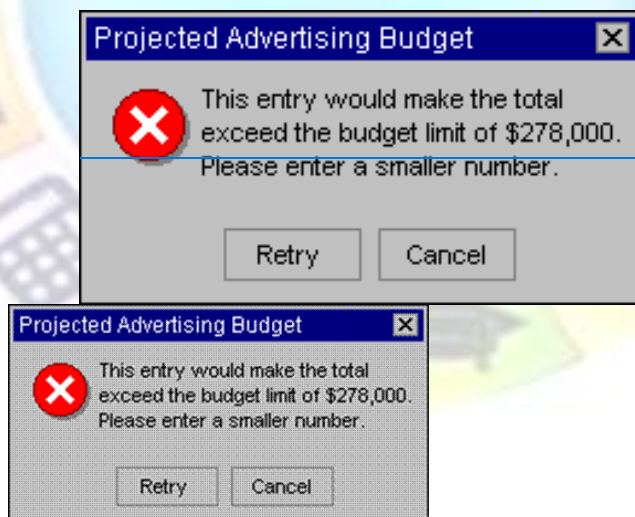 Projected Advertising Budget
This entry would make the total
exceed the budget limit of $278,000.
Please enter a smaller number.
Retry Cancel
Projected Advertising Budget
This entry would make the total
exceed the budget limit of $278,000.
Please enter a smaller number.
Retry Cancel